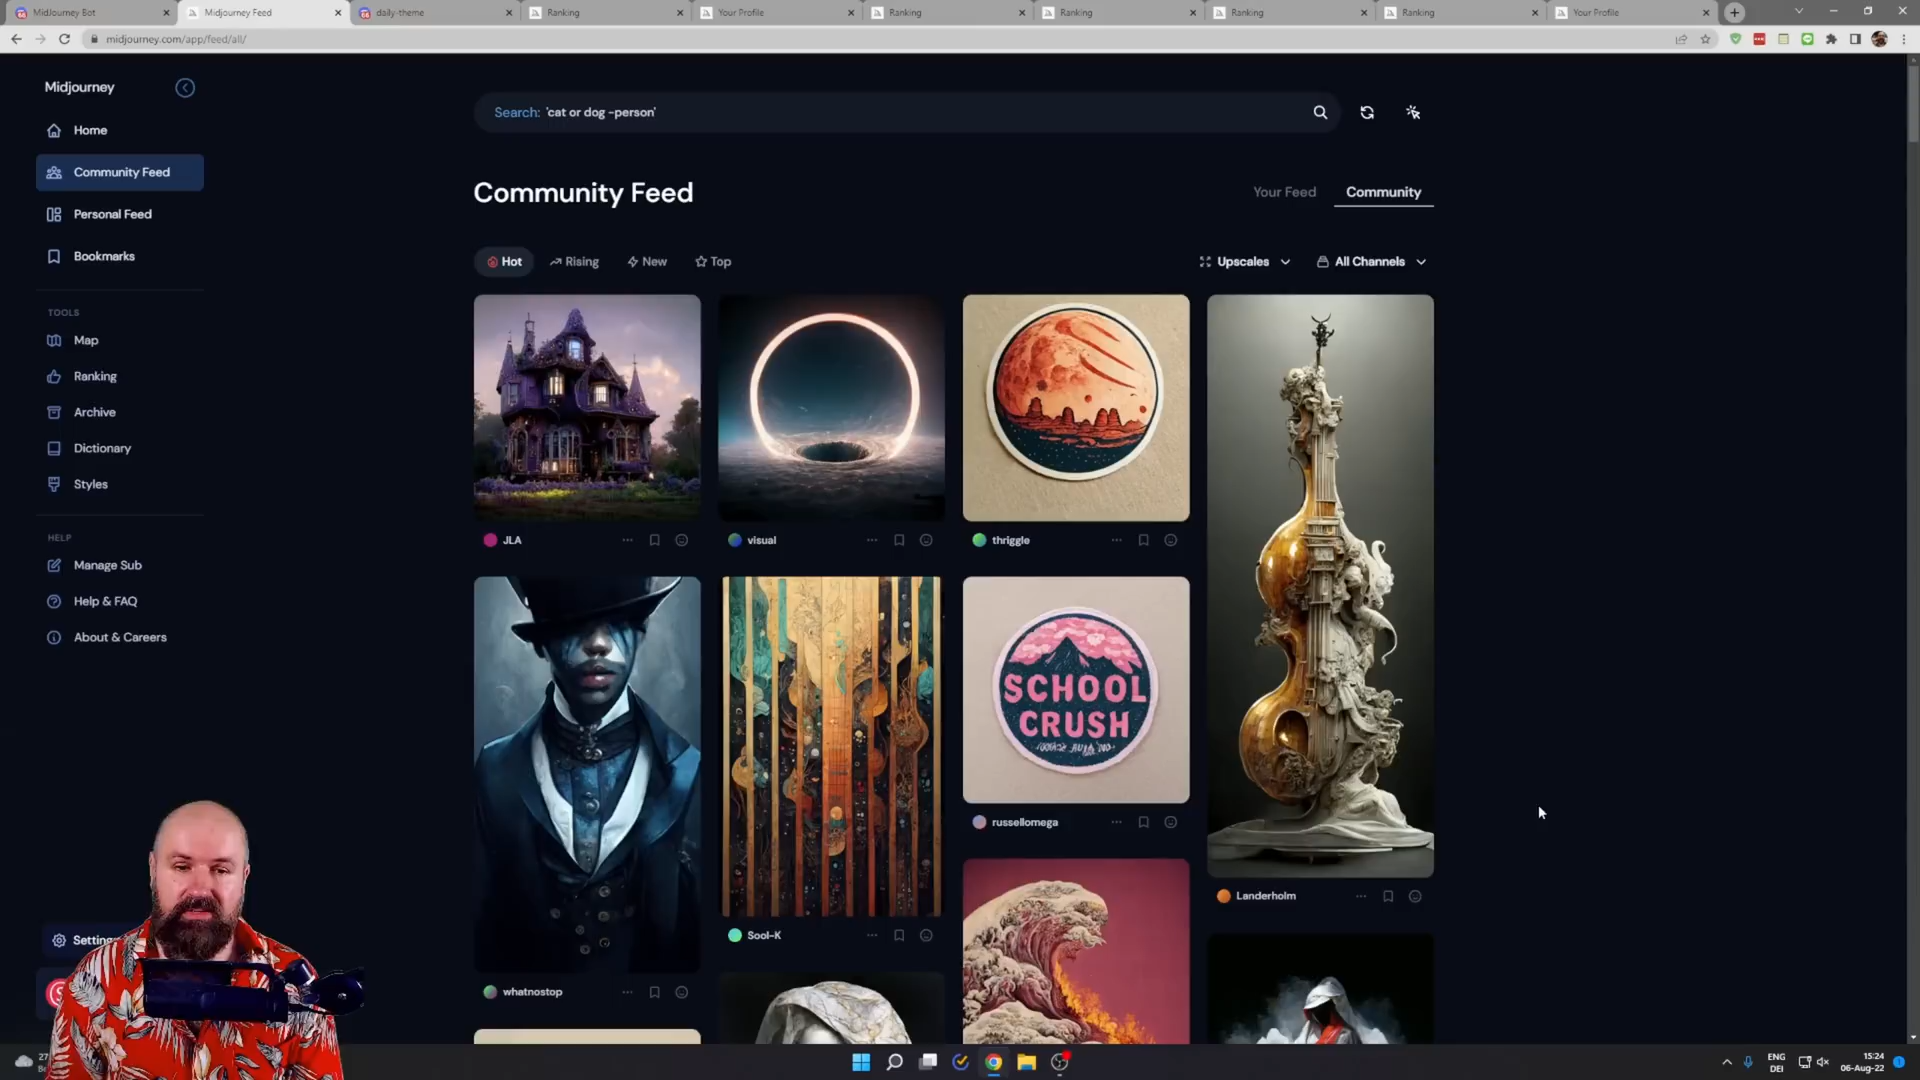 MidJourney Bot
Midjourney Feed
daily-theme
Ranking
Your Profile
Ranking
Ranking
Ranking
Ranking
Your Profile
midjourney.com/app/feed/all/
Midjourney
Home
Community Feed
Personal Feed
Bookmarks
TOOLS
Map
Ranking
Archive
Dictionary
Styles
HELP
Manage Sub
Help & FAQ
About & Careers
Search: 'cat or dog -person'
Community Feed
Your Feed
Community
Hot
Rising
New
Top
Upscales
All Channels
JLA
visual
thriggle
SCHOOL
CRUSH
russellomega
Landerholm
Sool-K
whatnostop
ENG
DEI
15:24
06-Aug-22